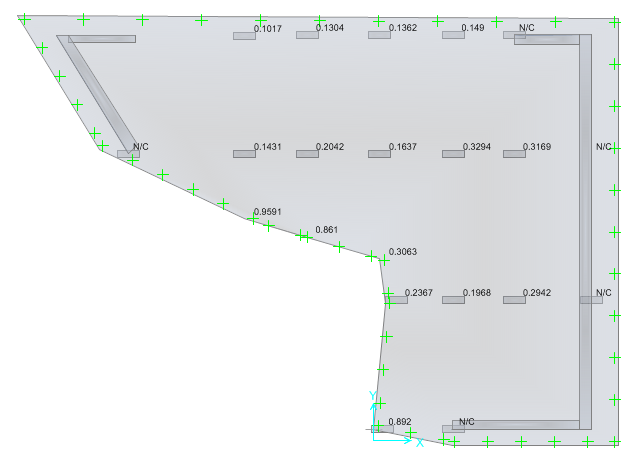 0.1017 0.1304 0.1362 0.149 N/C
N/C 0.1431 0.2042 0.1637 0.3294 0.3169 N/C
0.9591
0.861
0.3063
0.2367 0.1968 0.2942 N/C
Y
0.892 N/C
X